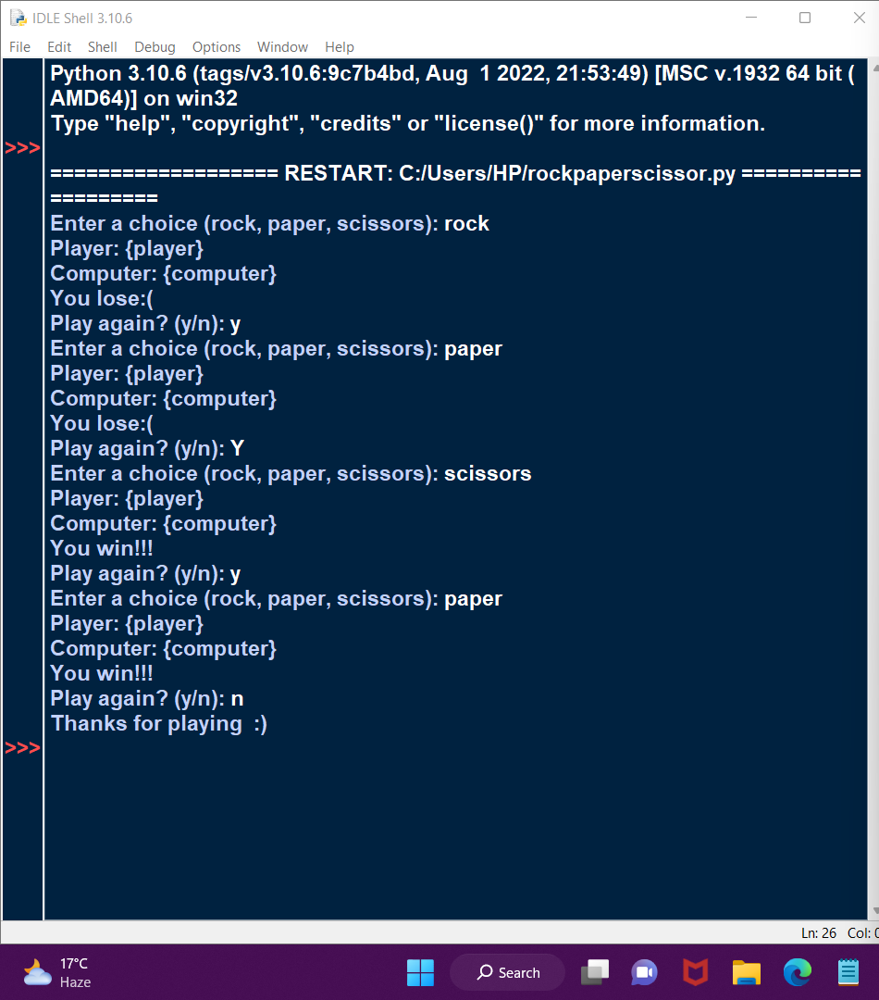 IDLE Shell 3.10.6
File Edit Shell Debug Options Window Help
Python 3.10.6 (tags/v3.10.6:9c7b4bd, Aug  1 2022, 21:53:49) [MSC v.1932 64 bit (
AMD64)] on win32
Type "help", "copyright", "credits" or "license()" for more information.
>>>
=================== RESTART: C:/Users/HP/rockpaperscissor.py ==========
=========
Enter a choice (rock, paper, scissors): rock
Player: {player}
Computer: {computer}
You lose:(
Play again? (y/n): y
Enter a choice (rock, paper, scissors): paper
Player: {player}
Computer: {computer}
You lose:(
Play again? (y/n): Y
Enter a choice (rock, paper, scissors): scissors
Player: {player}
Computer: {computer}
You win!!!
Play again? (y/n): y
Enter a choice (rock, paper, scissors): paper
Player: {player}
Computer: {computer}
You win!!!
Play again? (y/n): n
Thanks for playing  :)
>>>
Ln: 26 Col: 0
17°C
Haze
Search